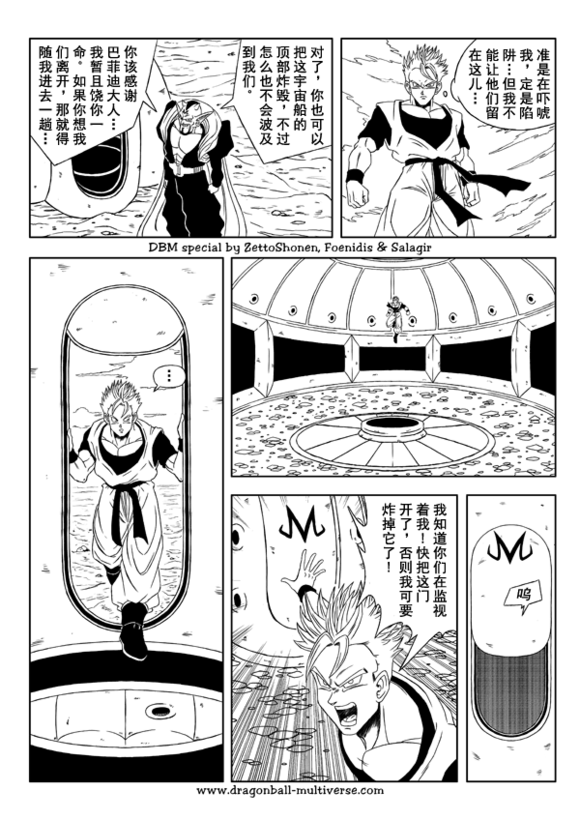 准是在吓唬
我，定是陷
阱…但我不
能让他们留
在这儿…
对了，你也可以
把这宇宙船的
顶部炸毁，不过
怎么也不会波及
到我们。
你该感谢
巴菲迪大人…
我暂且饶你一
命。如果你想我
们离开，那就得
随我进去一趟。
DBM special by ZettoShonen, Foenidis & Salagir
呜
我知道你们在监视
着我！快把这门
开了，否则我可要
炸掉它了！
…
www.dragonball-multiverse.com